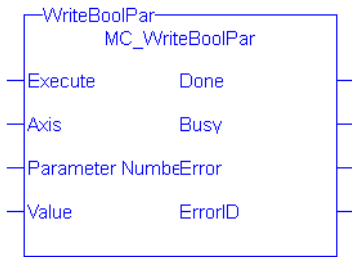 WriteBoolPar
MC_WriteBoolPar
Execute Done
Axis Busy
Parameter NumbeError
Value ErrorID